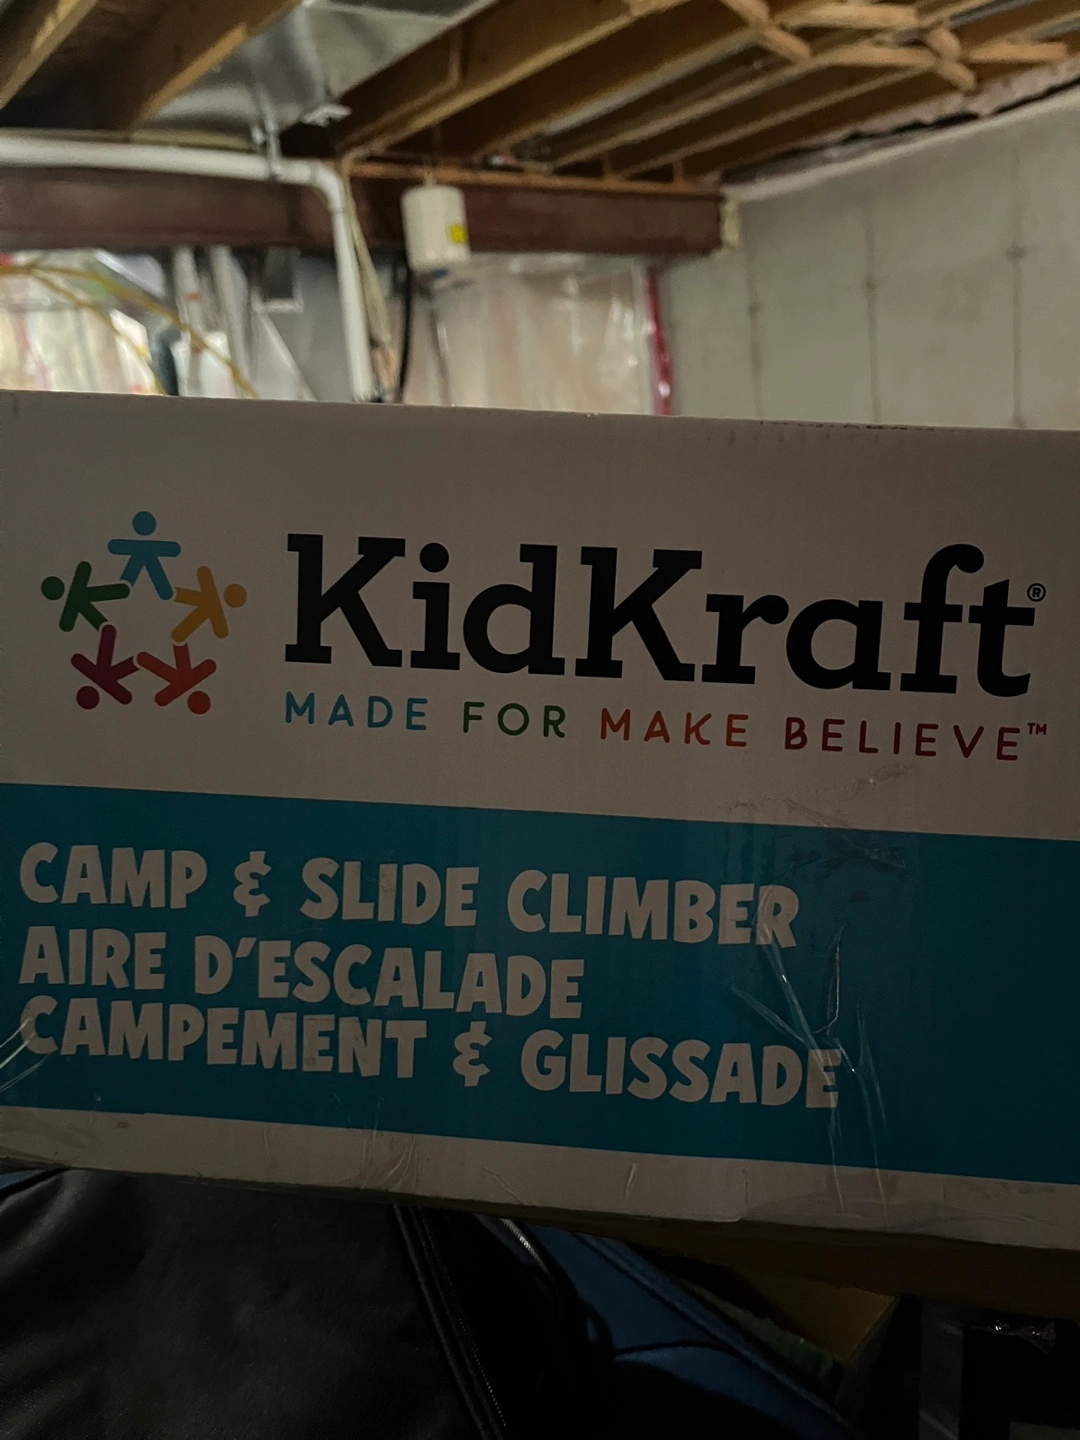 KidKraft®
MADE FOR MAKE BELIEVE™
CAMP & SLIDE CLIMBER
AIRE D'ESCALADE
CAMPEMENT & GLISSADE